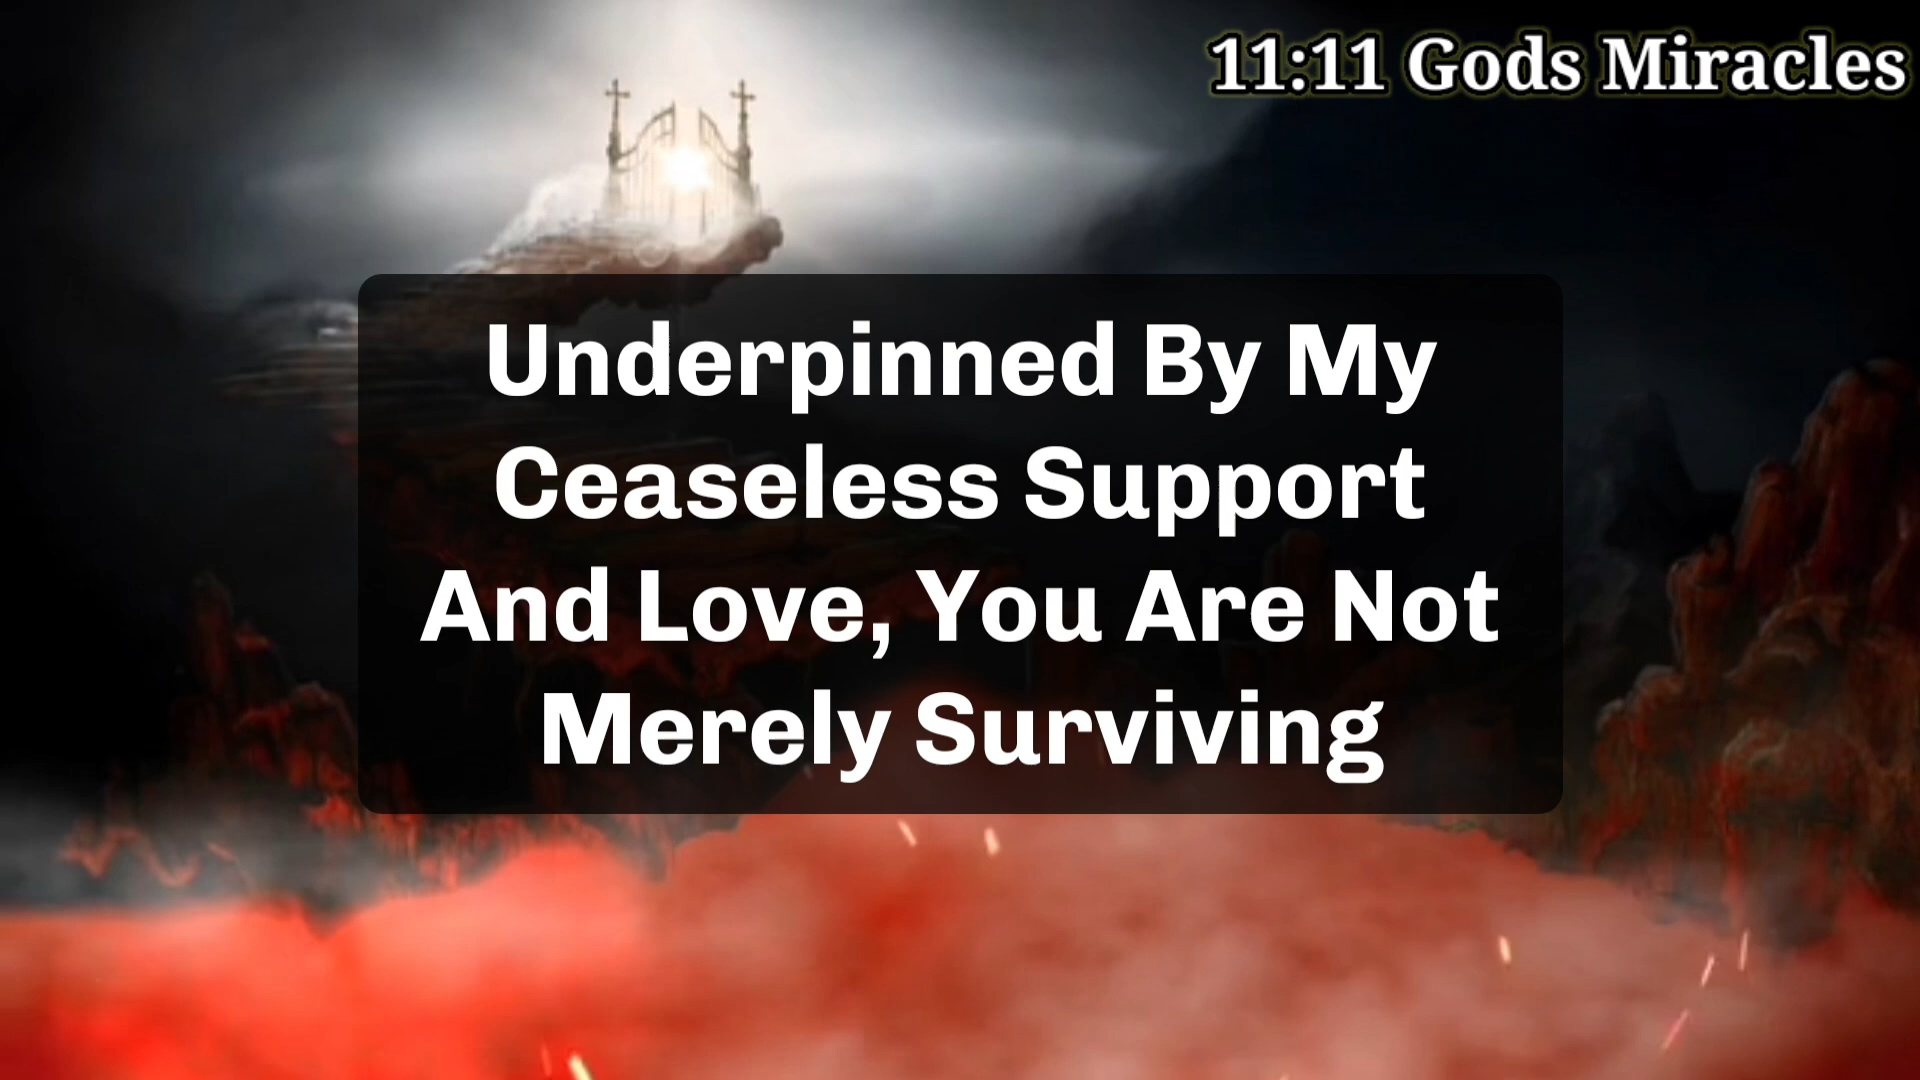 11:11 Gods Miracles
Underpinned By My
Ceaseless Support
And Love, You Are Not
Merely Surviving